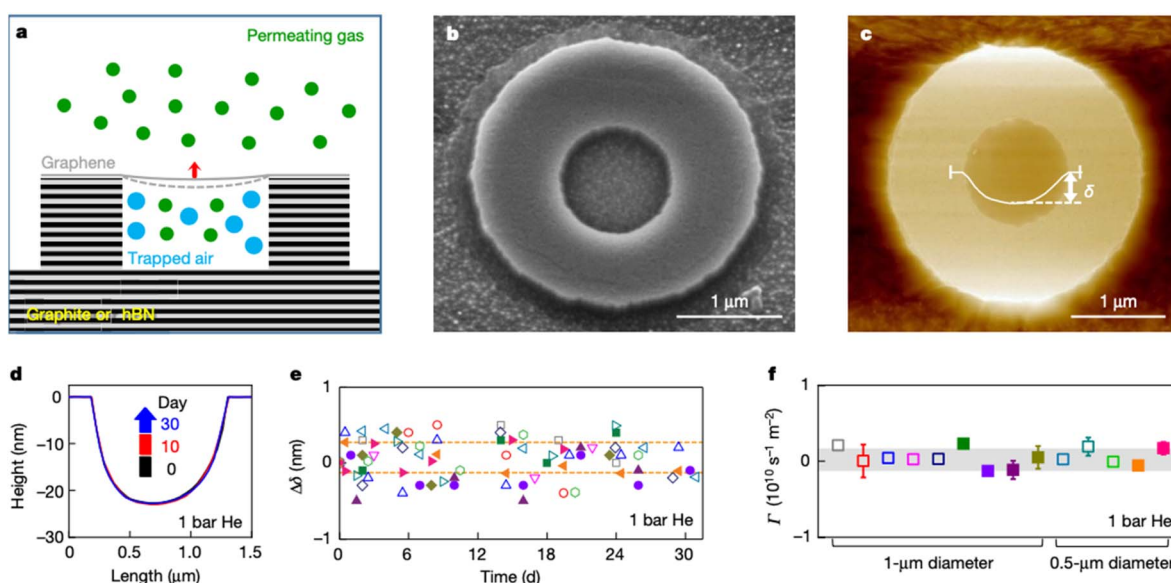 a
Permeating gas
Graphene
Trapped air
Graphite or hBN
b
1 μm
c
δ
1 μm
d
Height (nm)
0
−10
−20
−30
Day
30
10
0
1 bar He
0 0.5 1.0 1.5
Length (μm)
e
Δδ (nm)
1
0
−1
1 bar He
0 6 12 18 24 30
Time (d)
f
Γ (10¹⁰ s⁻¹ m⁻²)
1
0
−1
1 bar He
1-μm diameter
0.5-μm diameter